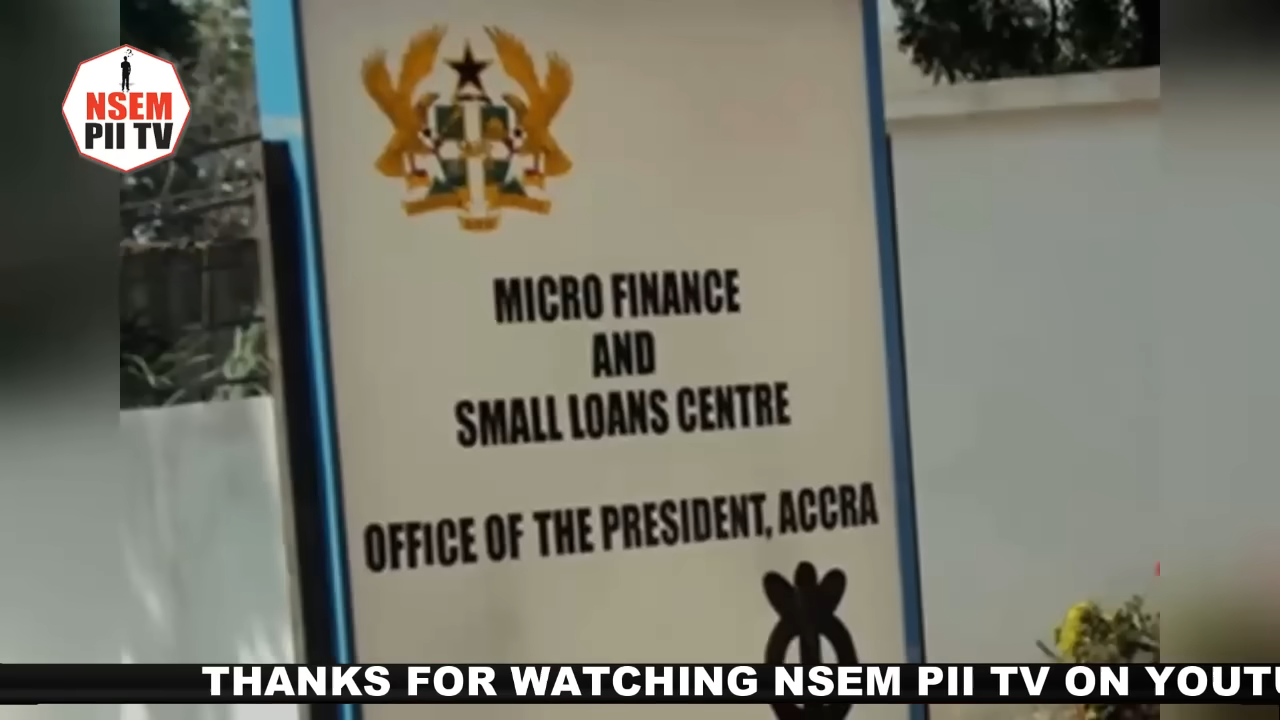 NSEM
PII TV
MICRO FINANCE
AND
SMALL LOANS CENTRE
OFFICE OF THE PRESIDENT, ACCRA
THANKS FOR WATCHING NSEM PII TV ON YOUTU